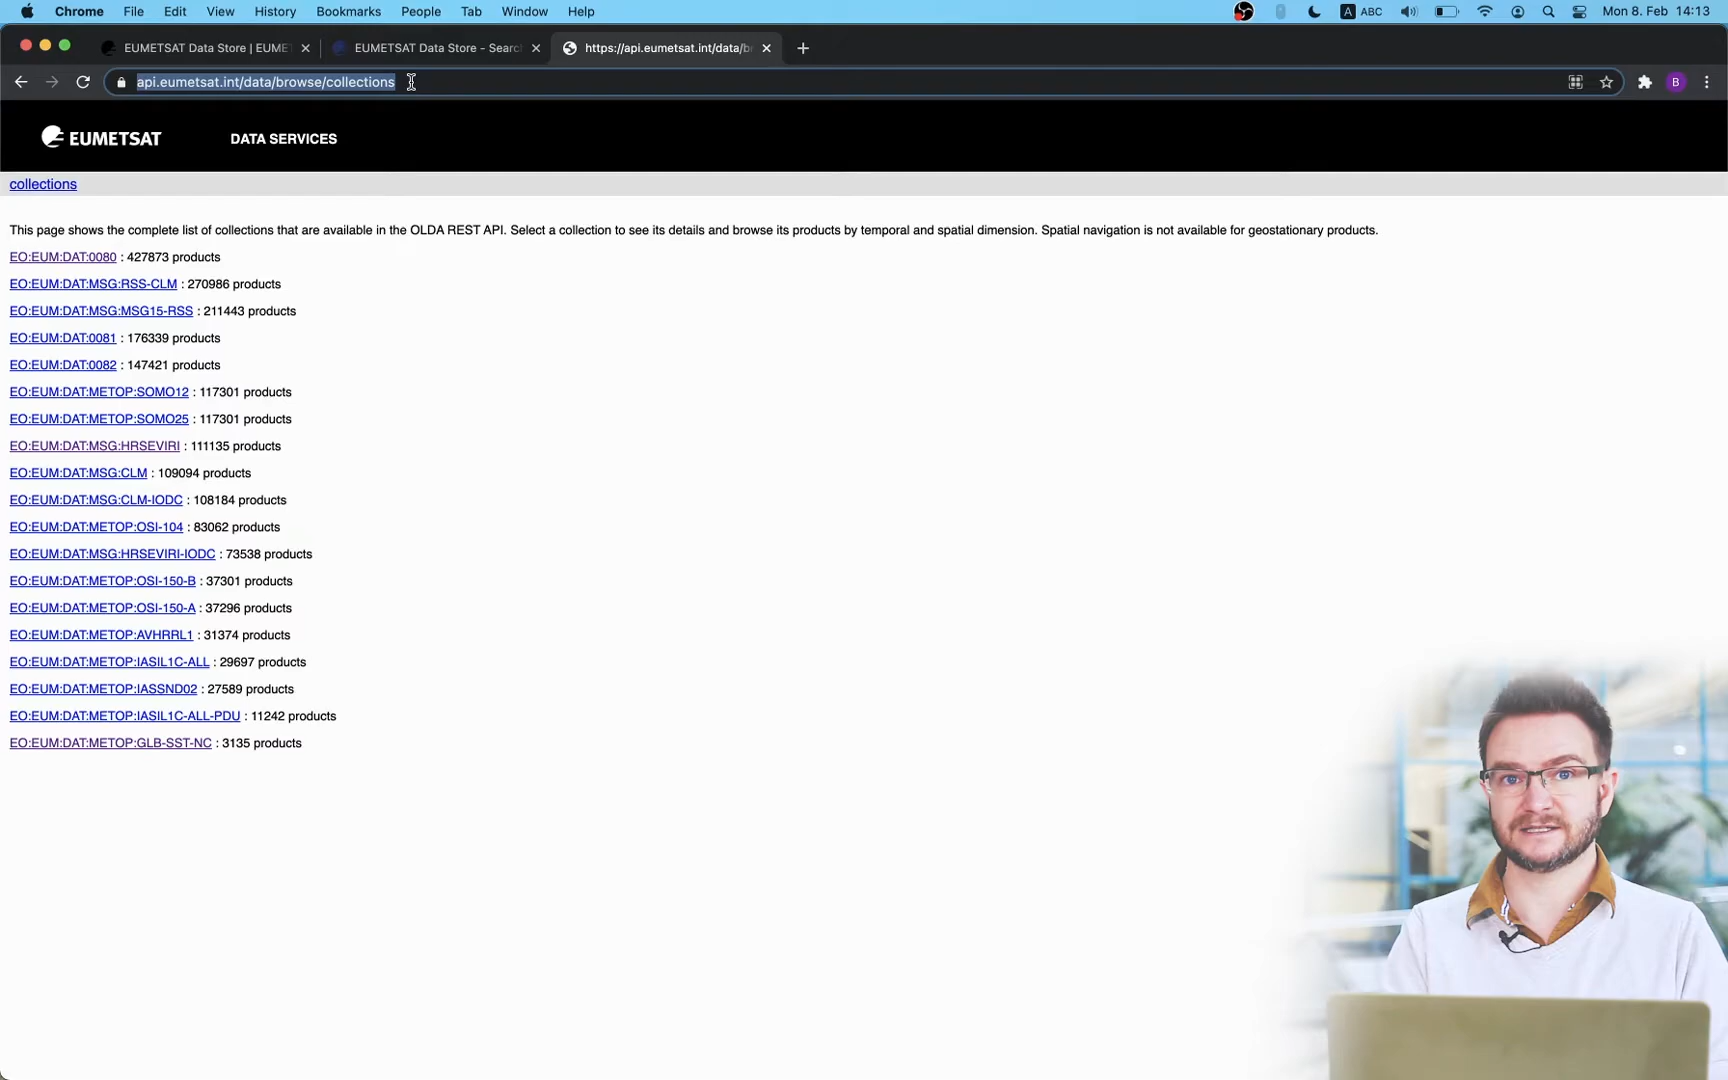 Chrome File Edit View History Bookmarks People Tab Window Help A ABC Mon 8. Feb 14:13
EUMETSAT Data Store | EUME EUMETSAT Data Store - Searc https://api.eumetsat.int/data/br
api.eumetsat.int/data/browse/collections B
EUMETSAT DATA SERVICES
collections
This page shows the complete list of collections that are available in the OLDA REST API. Select a collection to see its details and browse its products by temporal and spatial dimension. Spatial navigation is not available for geostationary products.
EO:EUM:DAT:0080 : 427873 products
EO:EUM:DAT:MSG:RSS-CLM : 270986 products
EO:EUM:DAT:MSG:MSG15-RSS : 211443 products
EO:EUM:DAT:0081 : 176339 products
EO:EUM:DAT:0082 : 147421 products
EO:EUM:DAT:METOP:SOMO12 : 117301 products
EO:EUM:DAT:METOP:SOMO25 : 117301 products
EO:EUM:DAT:MSG:HRSEVIRI : 111135 products
EO:EUM:DAT:MSG:CLM : 109094 products
EO:EUM:DAT:MSG:CLM-IODC : 108184 products
EO:EUM:DAT:METOP:OSI-104 : 83062 products
EO:EUM:DAT:MSG:HRSEVIRI-IODC : 73538 products
EO:EUM:DAT:METOP:OSI-150-B : 37301 products
EO:EUM:DAT:METOP:OSI-150-A : 37296 products
EO:EUM:DAT:METOP:AVHRRL1 : 31374 products
EO:EUM:DAT:METOP:IASIL1C-ALL : 29697 products
EO:EUM:DAT:METOP:IASSND02 : 27589 products
EO:EUM:DAT:METOP:IASIL1C-ALL-PDU : 11242 products
EO:EUM:DAT:METOP:GLB-SST-NC : 3135 products